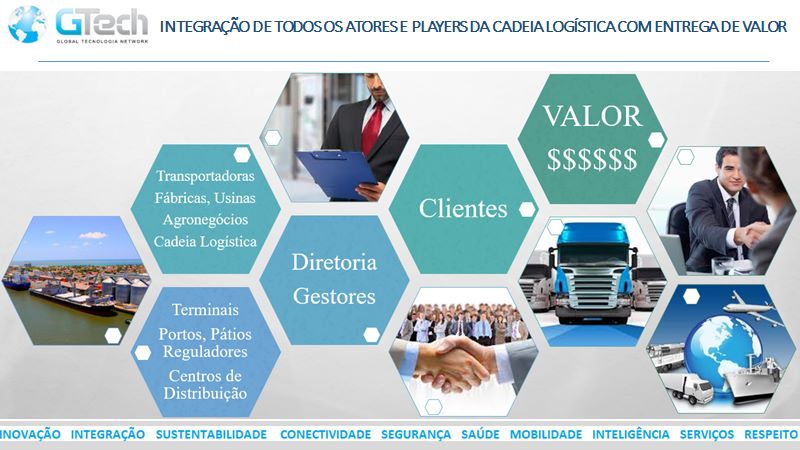 GTech
GLOBAL TECNOLOGIA NETWORK
INTEGRAÇÃO DE TODOS OS ATORES E PLAYERS DA CADEIA LOGÍSTICA COM ENTREGA DE VALOR
Transportadoras
Fábricas, Usinas
Agronegócios
Cadeia Logística
Terminais
Portos, Pátios
Reguladores
Centros de
Distribuição
Diretoria
Gestores
Clientes
VALOR
$$$$$$
INOVAÇÃO INTEGRAÇÃO SUSTENTABILIDADE CONECTIVIDADE SEGURANÇA SAÚDE MOBILIDADE INTELIGÊNCIA SERVIÇOS RESPEITO